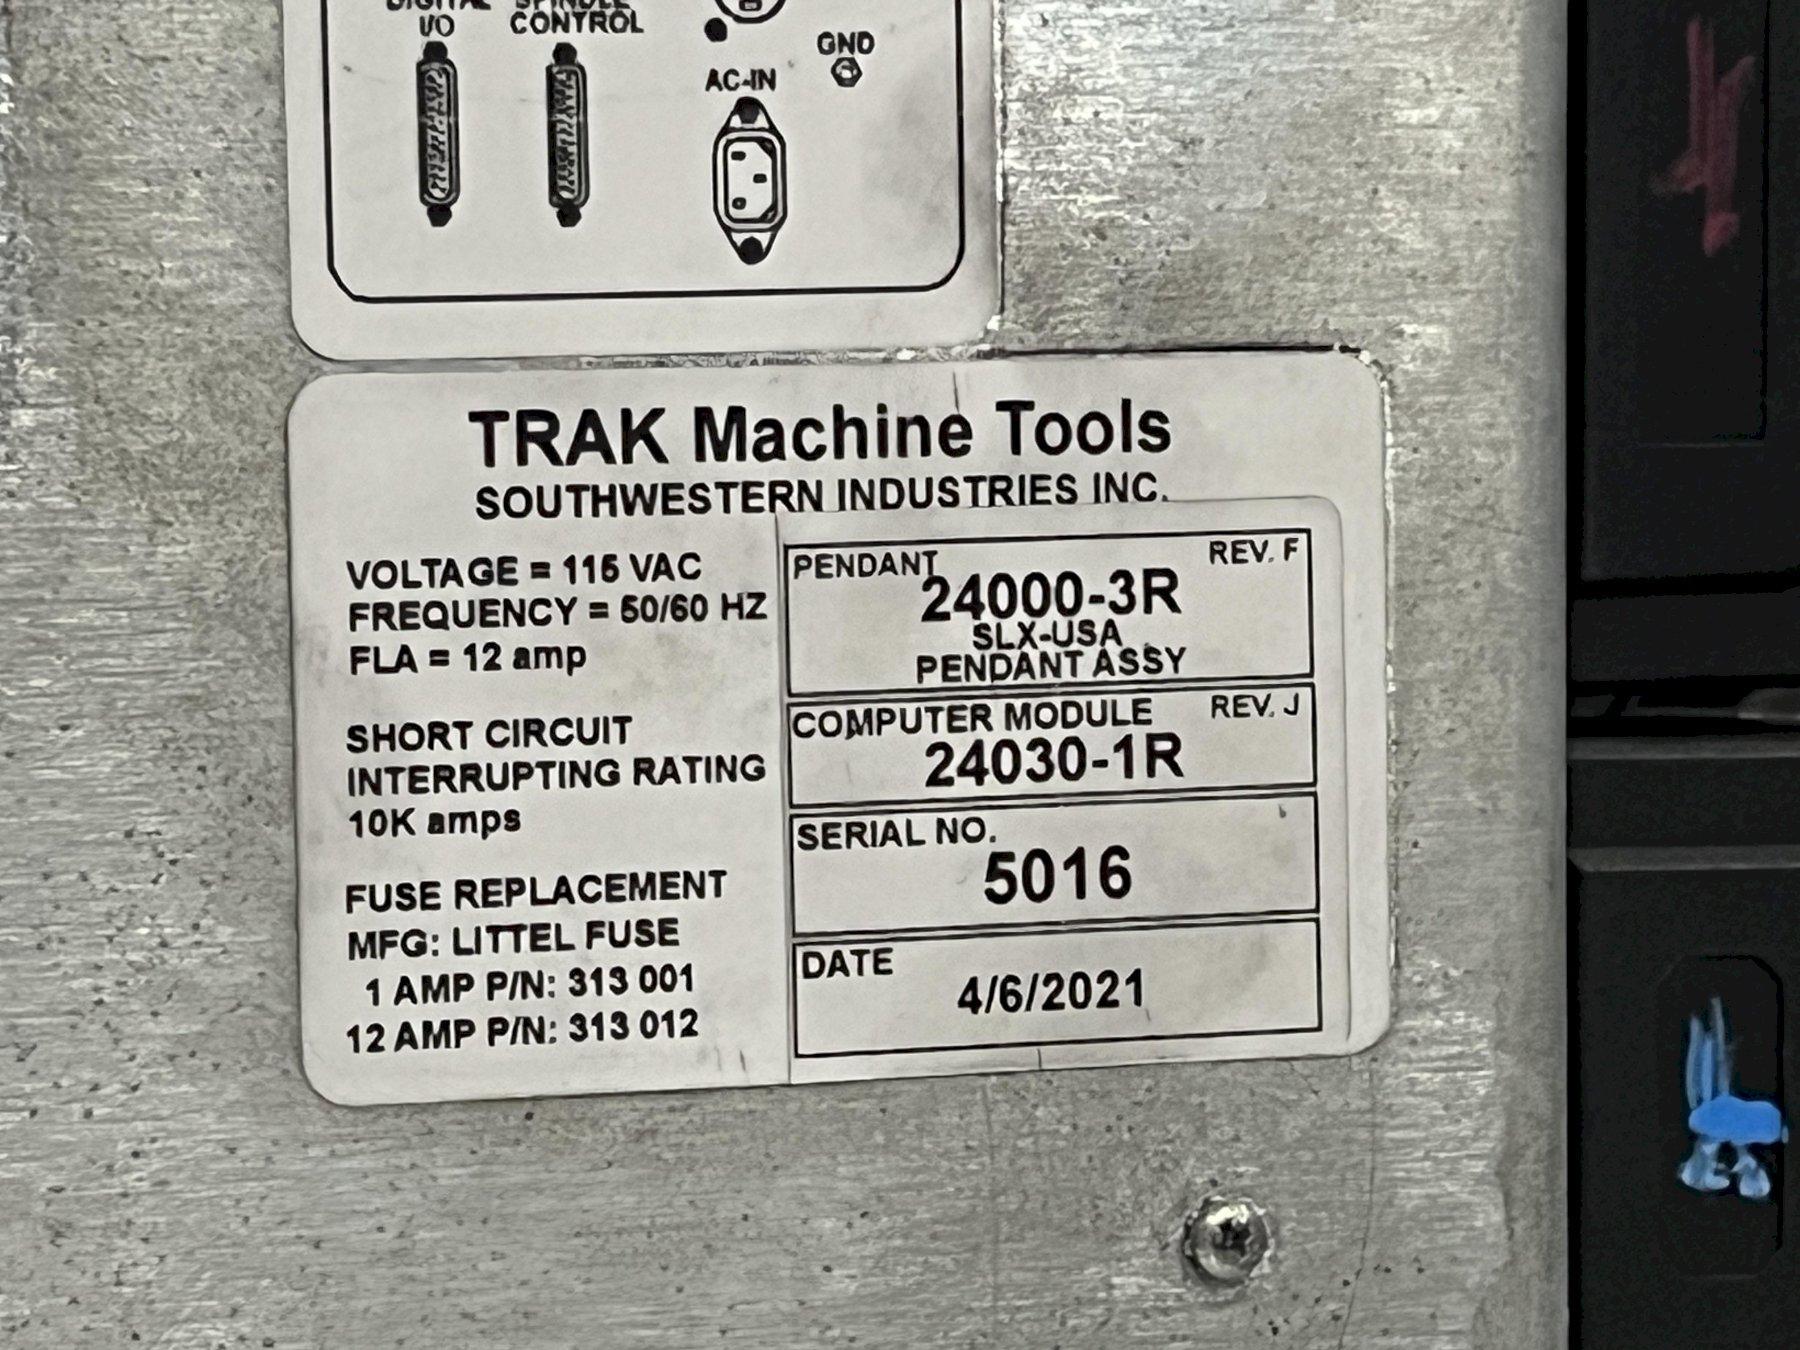 DIGITAL SPINDLE
I/O CONTROL
GND
AC-IN
TRAK Machine Tools
SOUTHWESTERN INDUSTRIES INC.
VOLTAGE = 115 VAC
FREQUENCY = 50/60 HZ
FLA = 12 amp
SHORT CIRCUIT
INTERRUPTING RATING
10K amps
FUSE REPLACEMENT
MFG: LITTEL FUSE
1 AMP P/N: 313 001
12 AMP P/N: 313 012
PENDANT REV. F
24000-3R
SLX-USA
PENDANT ASSY
COMPUTER MODULE REV. J
24030-1R
SERIAL NO.
5016
DATE
4/6/2021